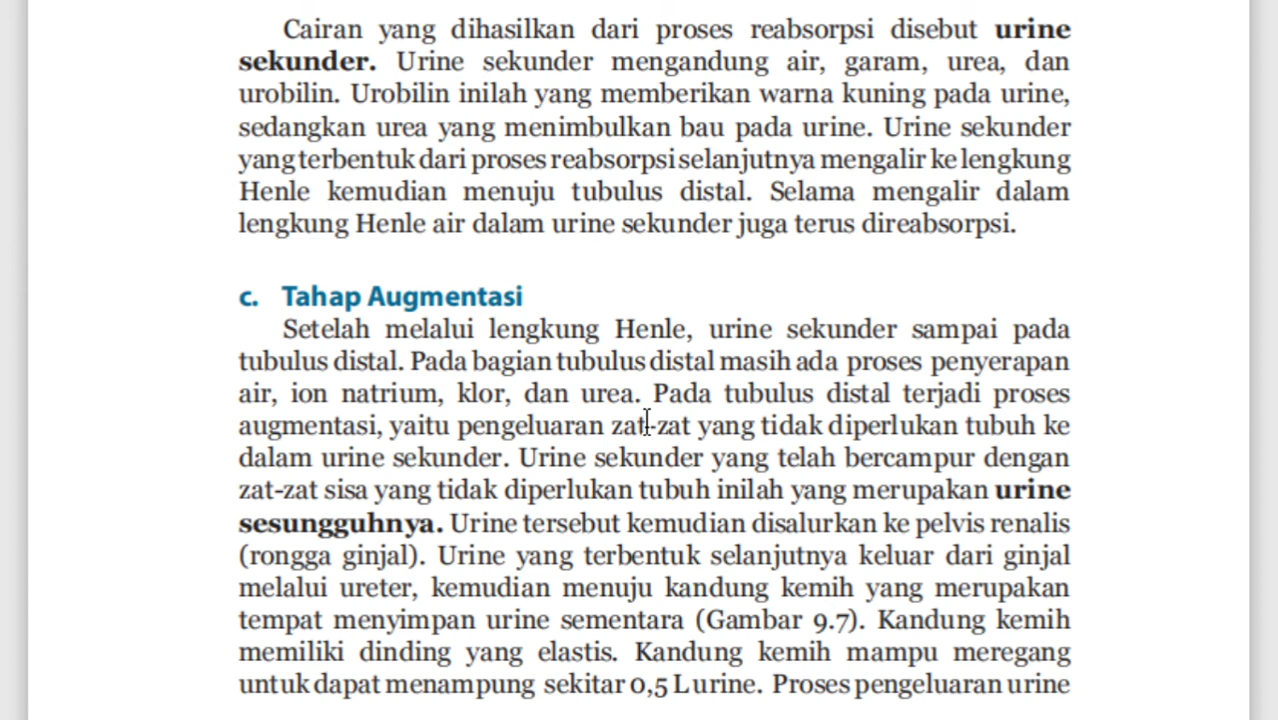 Cairan yang dihasilkan dari proses reabsorpsi disebut urine
sekunder. Urine sekunder mengandung air, garam, urea, dan
urobilin. Urobilin inilah yang memberikan warna kuning pada urine,
sedangkan urea yang menimbulkan bau pada urine. Urine sekunder
yang terbentuk dari proses reabsorpsi selanjutnya mengalir ke lengkung
Henle kemudian menuju tubulus distal. Selama mengalir dalam
lengkung Henle air dalam urine sekunder juga terus direabsorpsi.
c. Tahap Augmentasi
Setelah melalui lengkung Henle, urine sekunder sampai pada
tubulus distal. Pada bagian tubulus distal masih ada proses penyerapan
air, ion natrium, klor, dan urea. Pada tubulus distal terjadi proses
augmentasi, yaitu pengeluaran zat-zat yang tidak diperlukan tubuh ke
dalam urine sekunder. Urine sekunder yang telah bercampur dengan
zat-zat sisa yang tidak diperlukan tubuh inilah yang merupakan urine
sesungguhnya. Urine tersebut kemudian disalurkan ke pelvis renalis
(rongga ginjal). Urine yang terbentuk selanjutnya keluar dari ginjal
melalui ureter, kemudian menuju kandung kemih yang merupakan
tempat menyimpan urine sementara (Gambar 9.7). Kandung kemih
memiliki dinding yang elastis. Kandung kemih mampu meregang
untuk dapat menampung sekitar 0,5 L urine. Proses pengeluaran urine